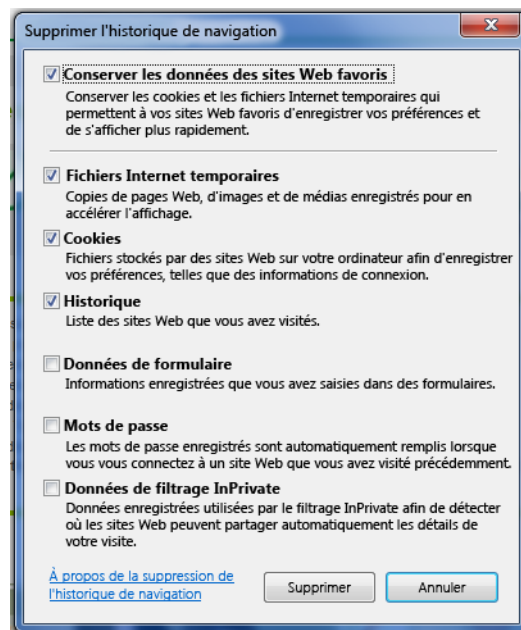 Supprimer l'historique de navigation
Conserver les données des sites Web favoris
Conserver les cookies et les fichiers Internet temporaires qui
permettent à vos sites Web favoris d'enregistrer vos préférences et
de s'afficher plus rapidement.
Fichiers Internet temporaires
Copies de pages Web, d'images et de médias enregistrés pour en
accélérer l'affichage.
Cookies
Fichiers stockés par des sites Web sur votre ordinateur afin d'enregistrer
vos préférences, telles que des informations de connexion.
Historique
Liste des sites Web que vous avez visités.
Données de formulaire
Informations enregistrées que vous avez saisies dans des formulaires.
Mots de passe
Les mots de passe enregistrés sont automatiquement remplis lorsque
vous vous connectez à un site Web que vous avez visité précédemment.
Données de filtrage InPrivate
Données enregistrées utilisées par le filtrage InPrivate afin de détecter
où les sites Web peuvent partager automatiquement les détails de
votre visite.
À propos de la suppression de
l'historique de navigation
Supprimer
Annuler